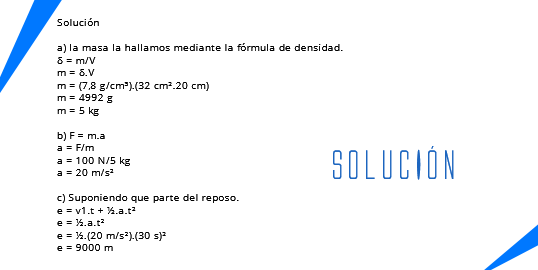 Solución
a) la masa la hallamos mediante la fórmula de densidad.
δ = m/V
m = δ.V
m = (7,8 g/cm³).(32 cm².20 cm)
m = 4992 g
m = 5 kg
b) F = m.a
a = F/m
a = 100 N/5 kg
a = 20 m/s²
c) Suponiendo que parte del reposo.
e = v1.t + ½.a.t²
e = ½.a.t²
e = ½.(20 m/s²).(30 s)²
e = 9000 m
SOLUCIÓN